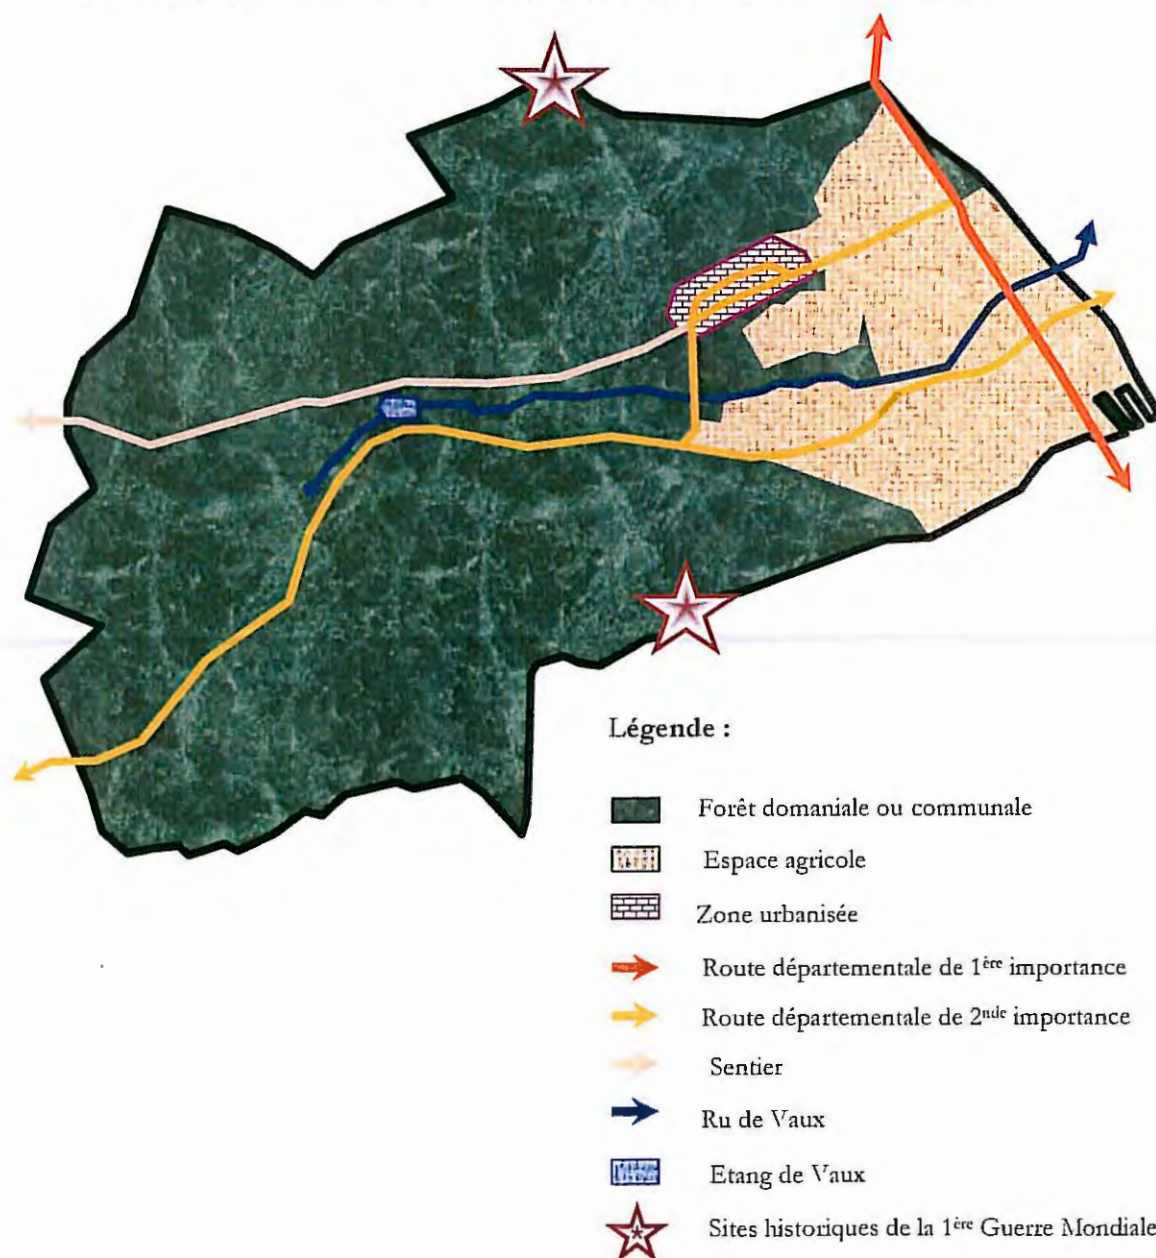 Légende :
Forêt domaniale ou communale
Espace agricole
Zone urbanisée
Route départementale de 1ère importance
Route départementale de 2nde importance
Sentier
Ru de Vaux
Etang de Vaux
Sites historiques de la 1ère Guerre Mondiale